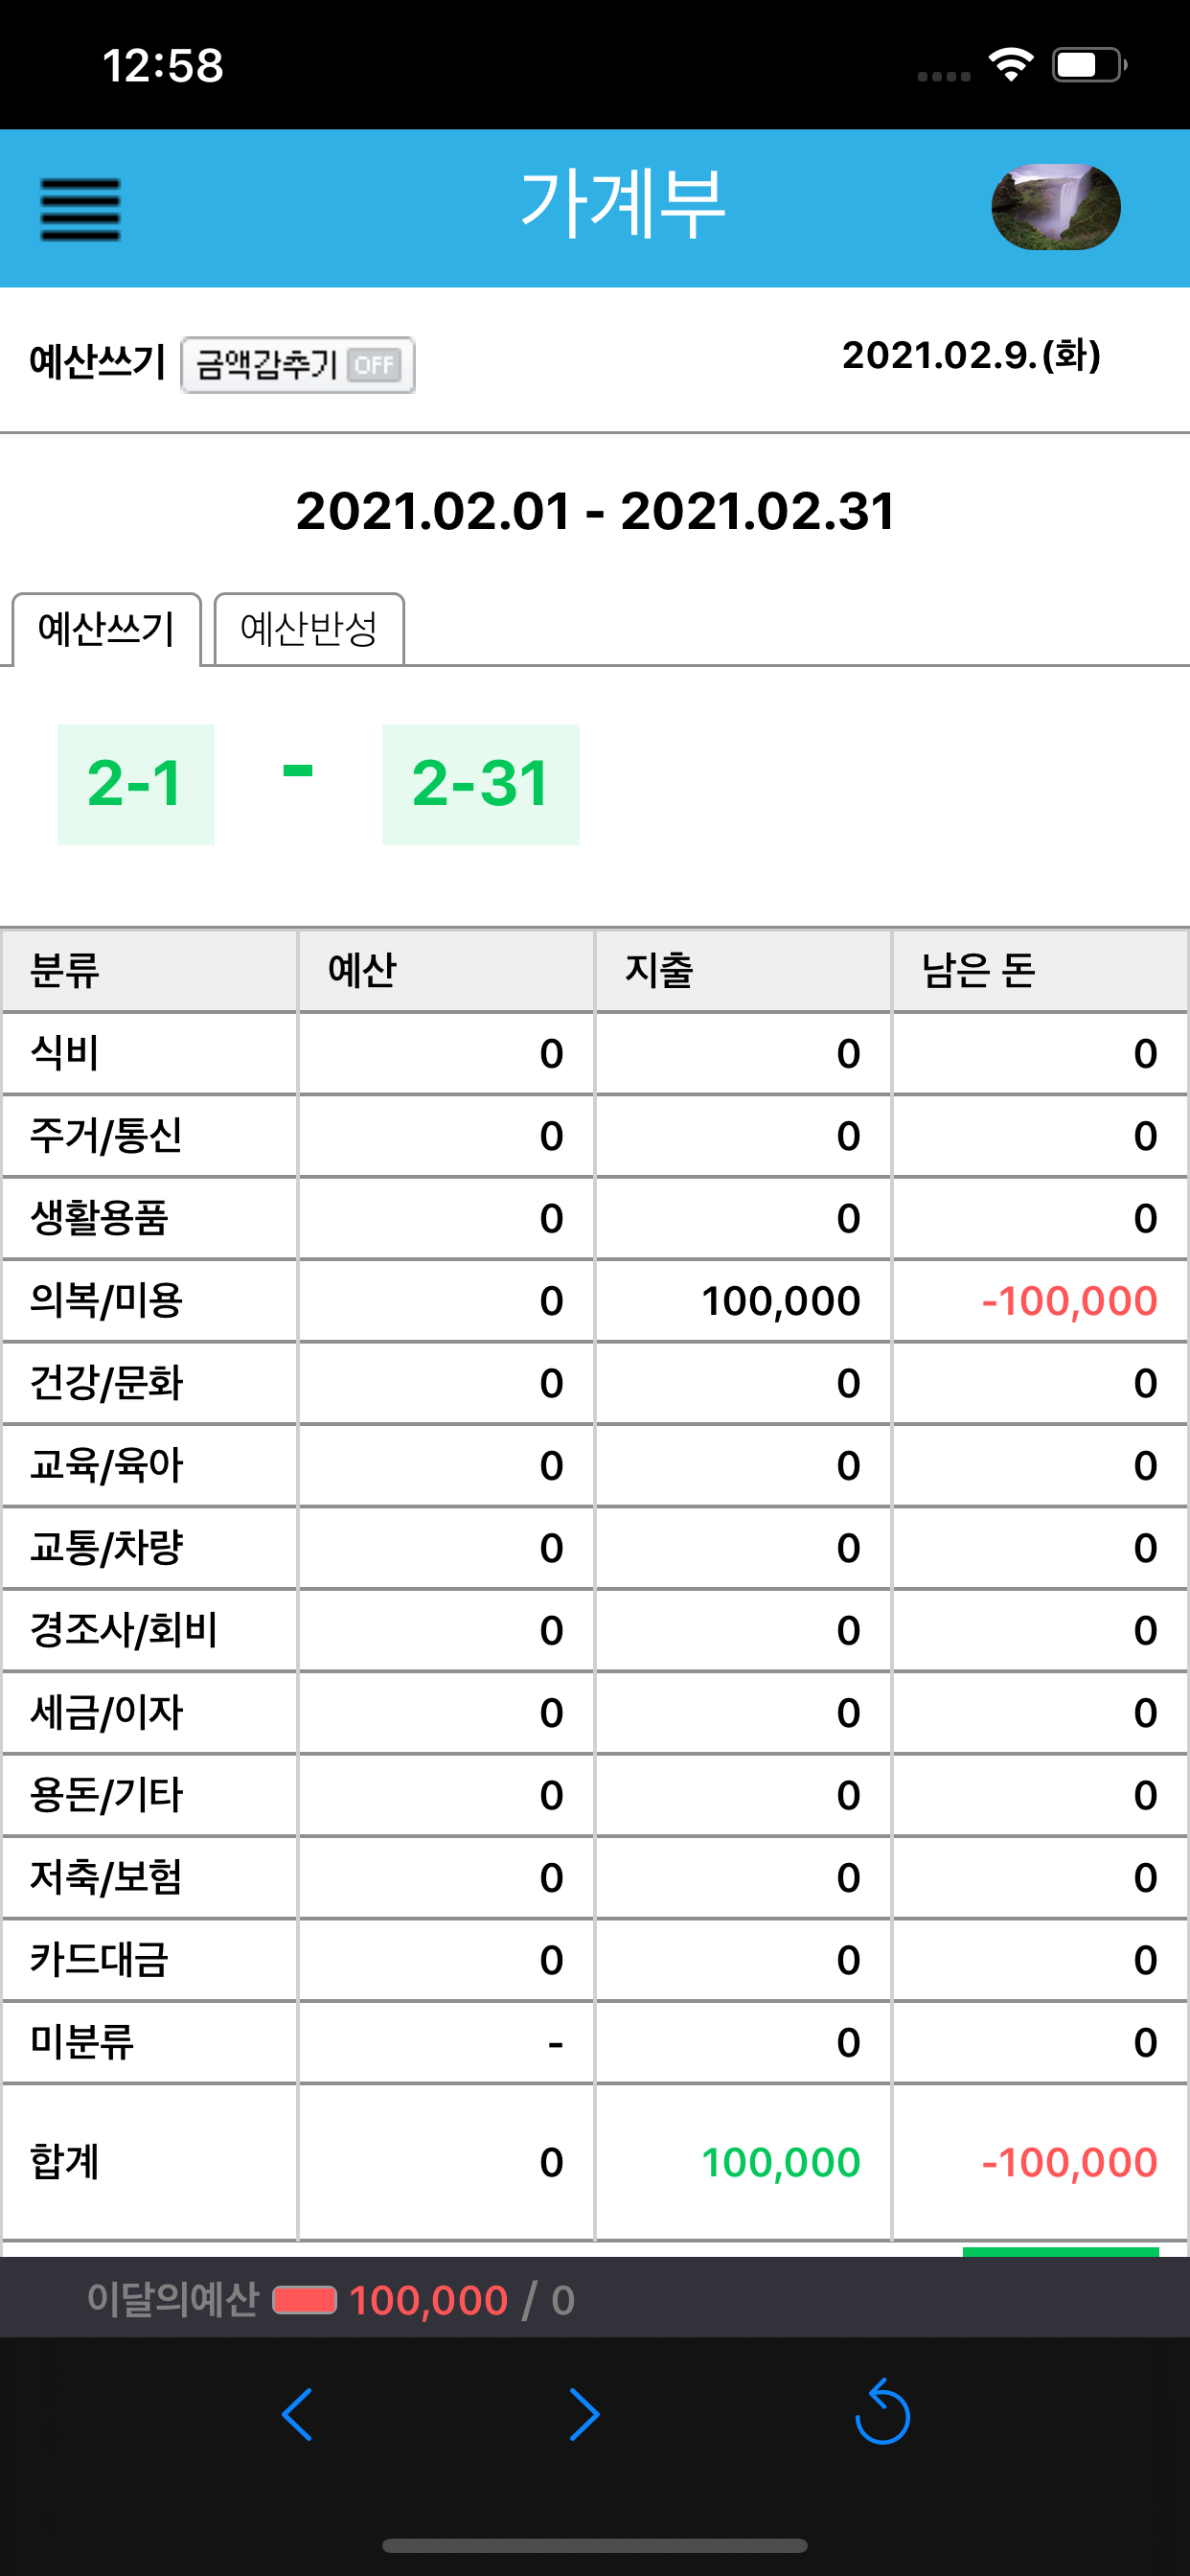 12:58
가계부
예산쓰기 금액감추기 OFF 2021.02.9.(화)
2021.02.01 - 2021.02.31
예산쓰기 예산반성
2-1 - 2-31
분류 예산 지출 남은 돈
식비 0 0 0
주거/통신 0 0 0
생활용품 0 0 0
의복/미용 0 100,000 -100,000
건강/문화 0 0 0
교육/육아 0 0 0
교통/차량 0 0 0
경조사/회비 0 0 0
세금/이자 0 0 0
용돈/기타 0 0 0
저축/보험 0 0 0
카드대금 0 0 0
미분류 - 0 0
합계 0 100,000 -100,000
이달의예산 100,000 / 0